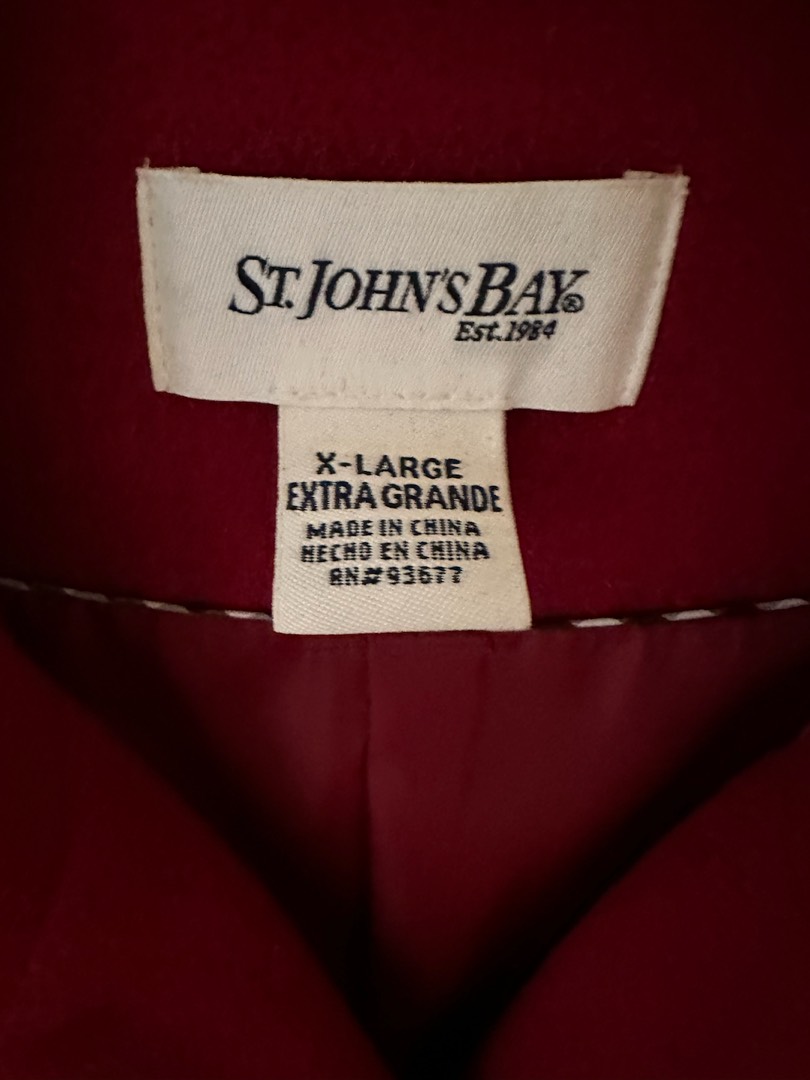 ST. JOHN'S BAY®
Est. 1984
X-LARGE
EXTRA GRANDE
MADE IN CHINA
HECHO EN CHINA
RN#93677